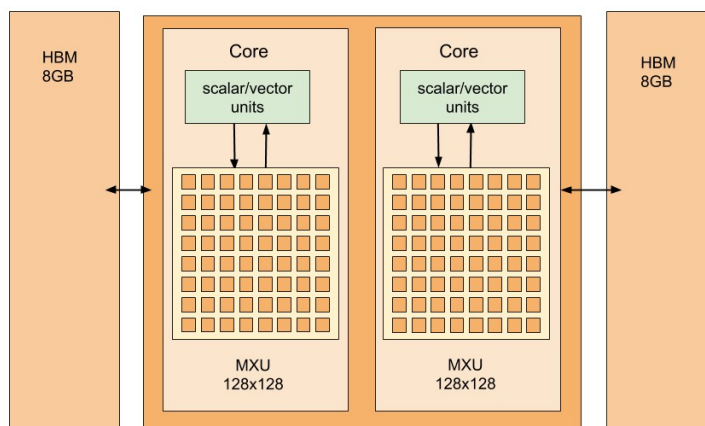 HBM
8GB
Core
scalar/vector
units
MXU
128x128
Core
scalar/vector
units
MXU
128x128
HBM
8GB